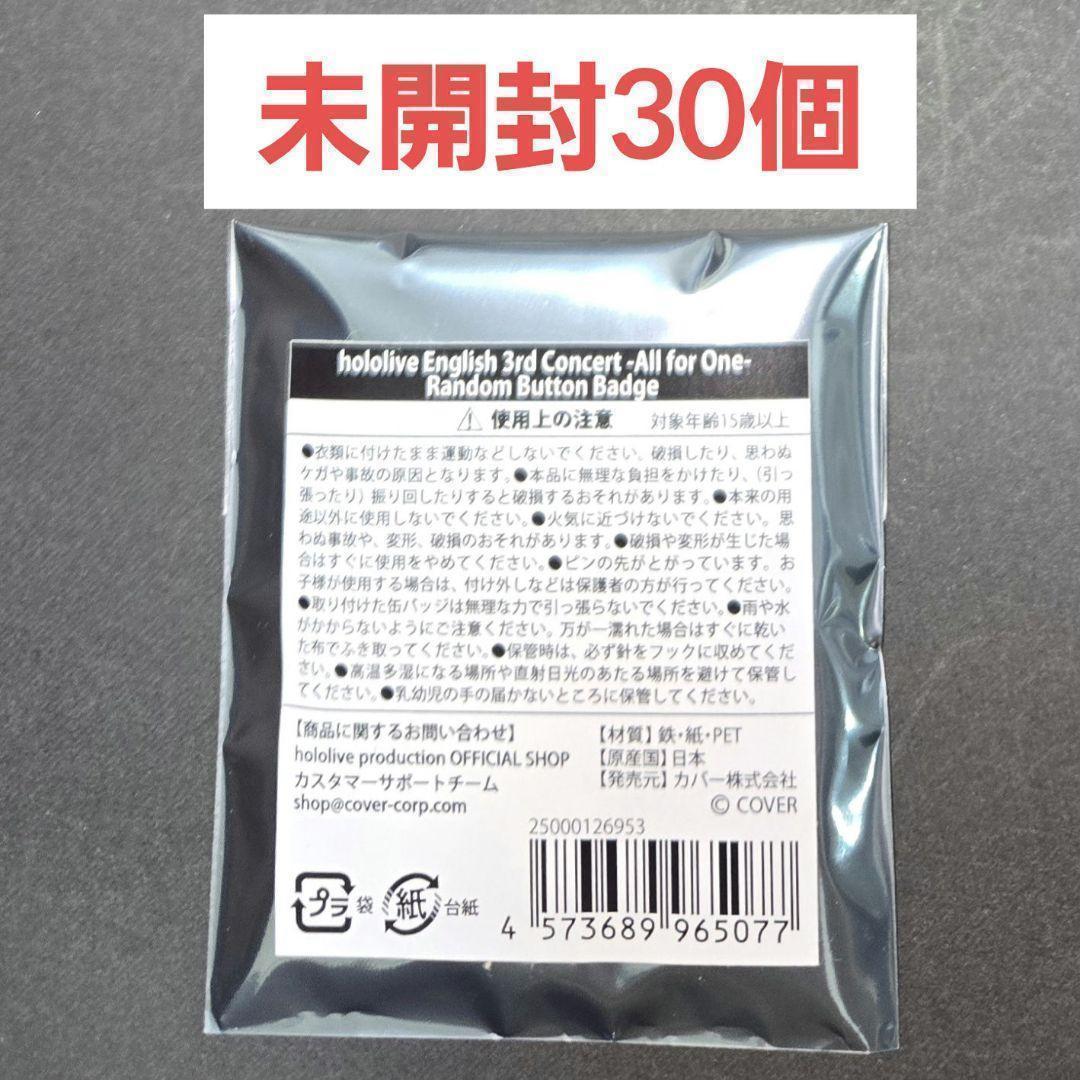 未開封30個
hololive English 3rd Concert -All for One-
Random Button Badge
⚠ 使用上の注意 対象年齢15歳以上
●衣類に付けたまま運動などしないでください。破損したり、思わぬ
ケガや事故の原因となります。●本品に無理な負担をかけたり、（引っ
張ったり）振り回したりすると破損するおそれがあります。●本来の用
途以外に使用しないでください。●火気に近づけないでください。思
わぬ事故や、変形、破損のおそれがあります。●破損や変形が生じた場
合はすぐに使用をやめてください。●ピンの先がとがっています。お
子様が使用する場合は、付け外しなどは保護者の方が行ってください。
●取り付けた缶バッジは無理な力で引っ張らないでください。●雨や水
がかからないようにご注意ください。万が一濡れた場合はすぐに乾い
た布でふき取ってください。●保管時は、必ず針をフックに収めてくだ
さい。●高温多湿になる場所や直射日光のあたる場所を避けて保管し
てください。●乳幼児の手の届かないところに保管してください。
【商品に関するお問い合わせ】
hololive production OFFICIAL SHOP
カスタマーサポートチーム
shop@cover-corp.com
【材質】鉄・紙・PET
【原産国】日本
【発売元】カバー株式会社
© COVER
25000126953
プラ 袋 紙 台紙
4 573689 965077